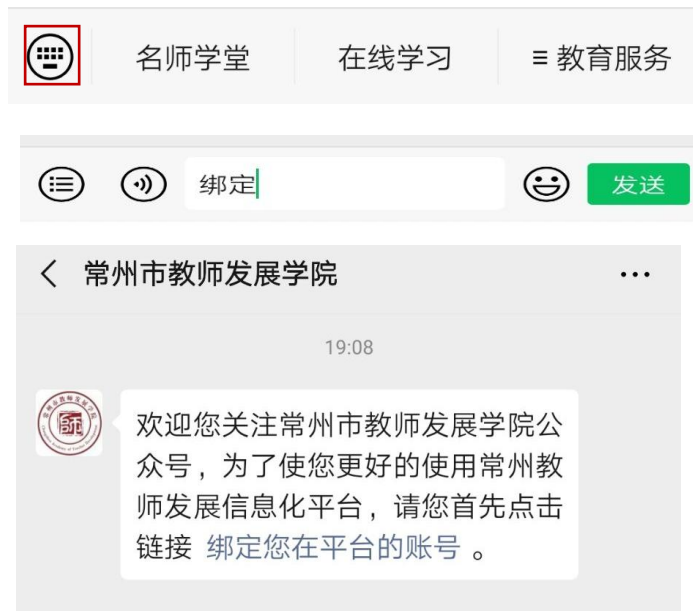 名师学堂 在线学习 ≡ 教育服务
绑定 发送
常州市教师发展学院 ...
19:08
欢迎您关注常州市教师发展学院公
众号，为了使您更好的使用常州教
师发展信息化平台，请您首先点击
链接 绑定您在平台的账号 。